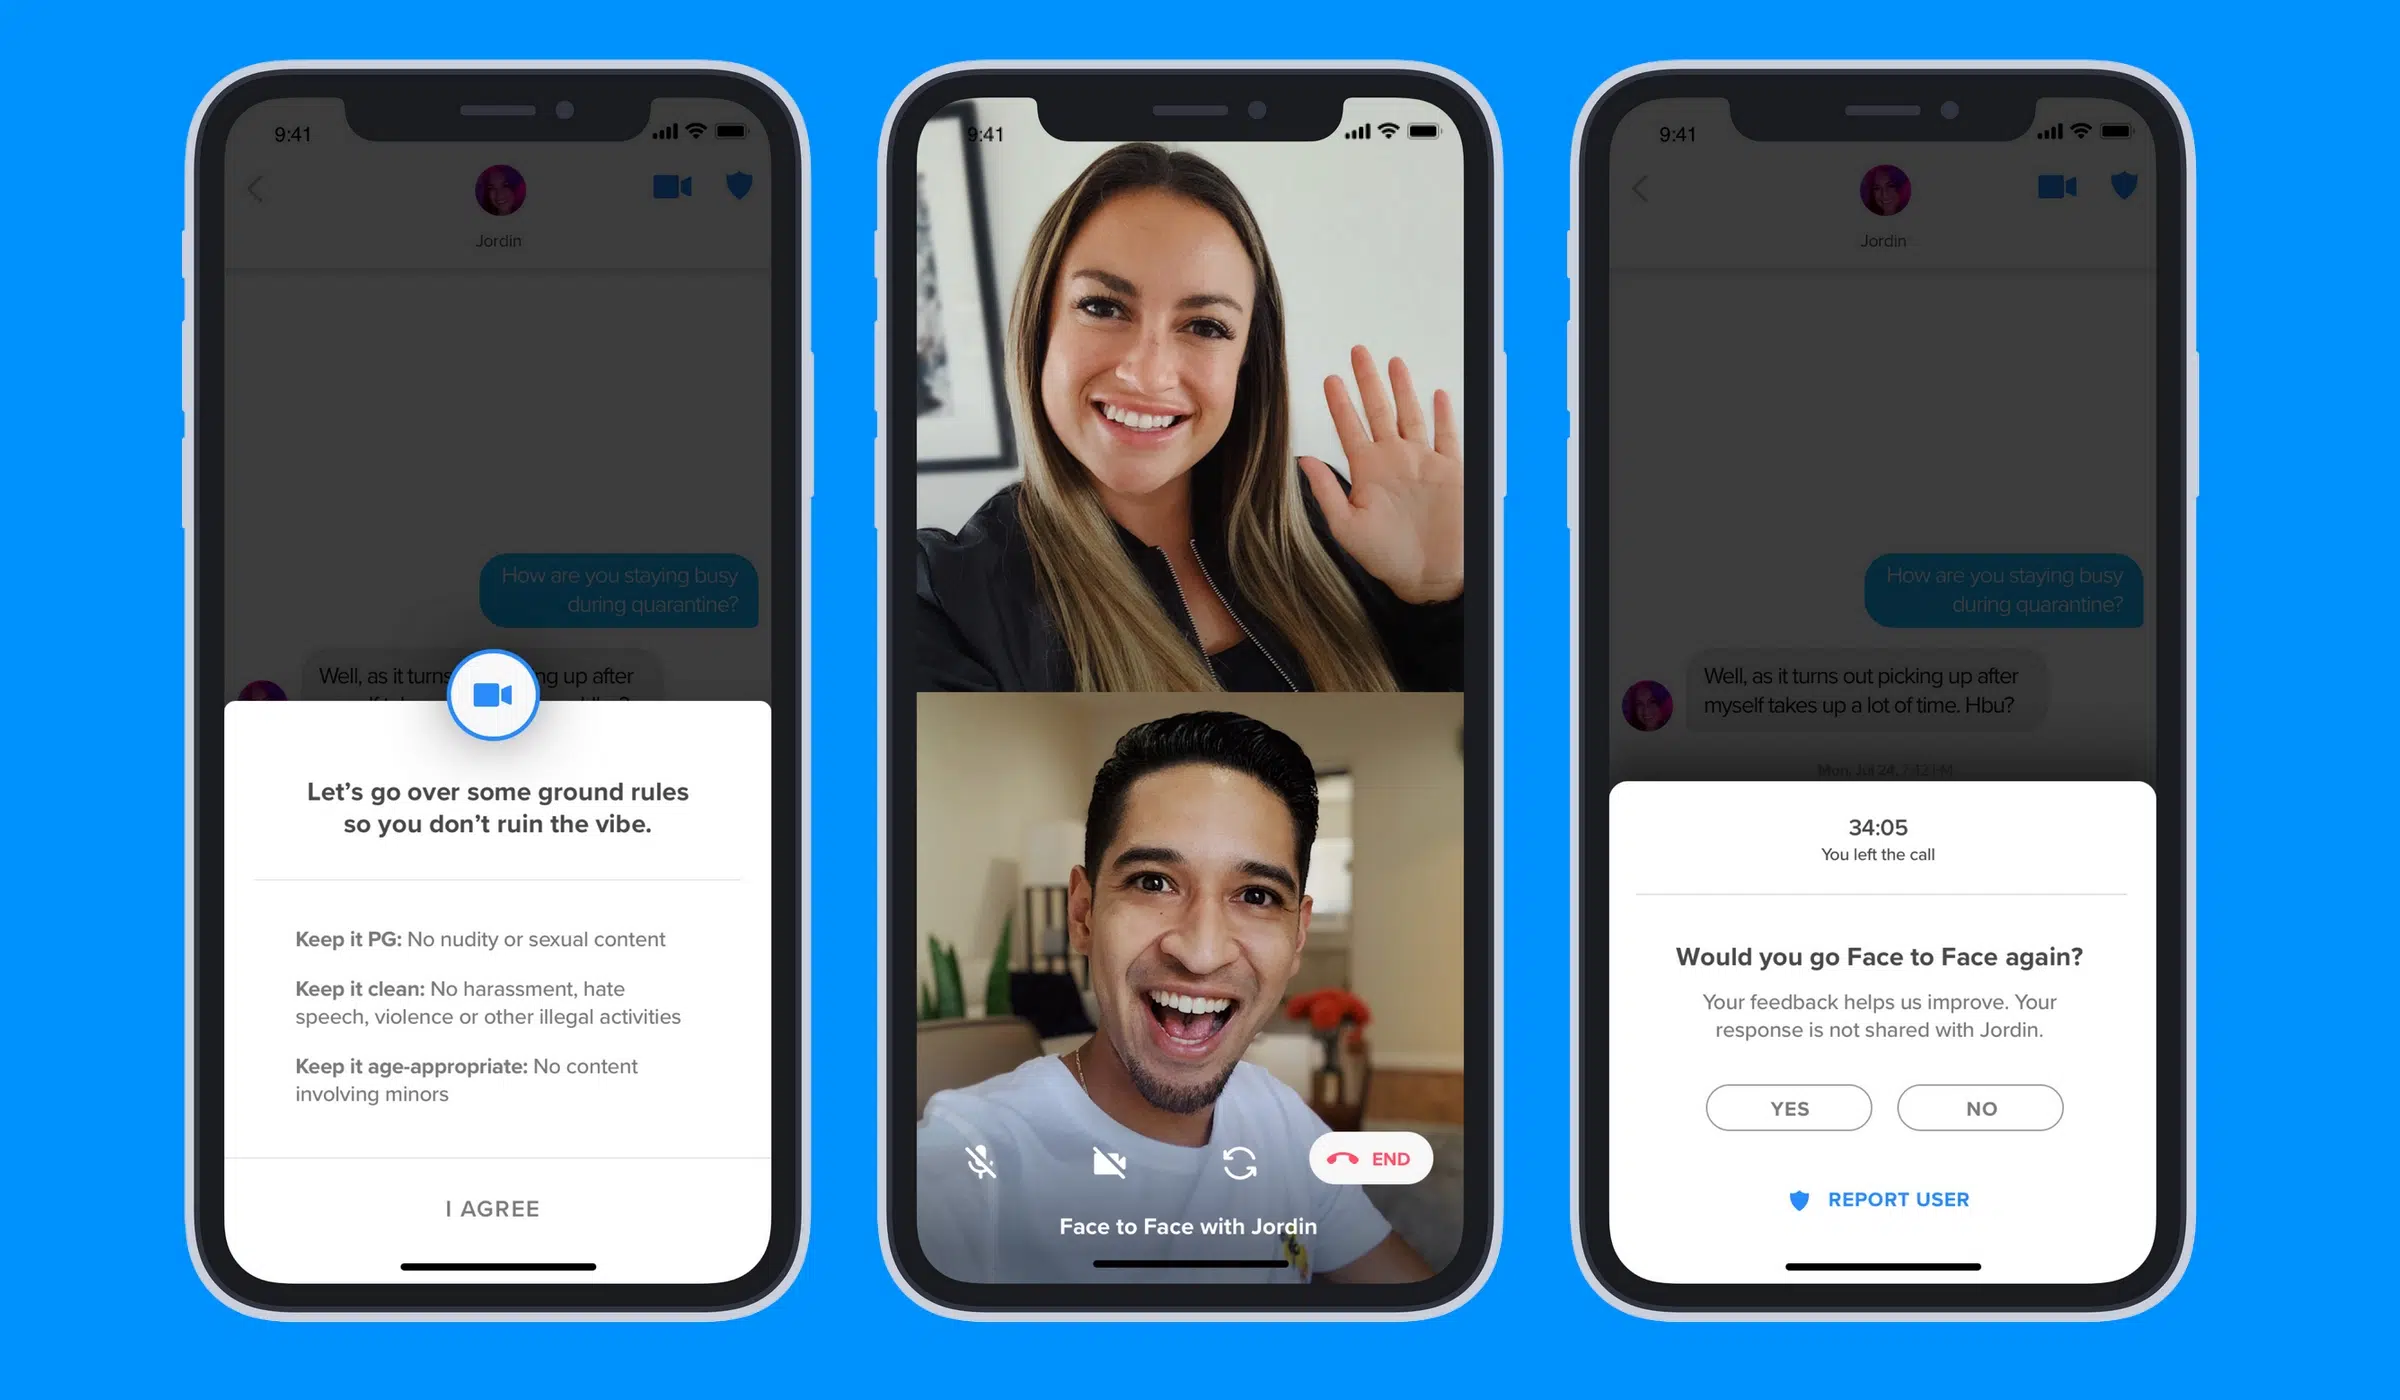 9:41
Jordin
How are you staying busy
during quarantine?
Well, as it turns
ng up after
Let's go over some ground rules
so you don't ruin the vibe.
Keep it PG: No nudity or sexual content
Keep it clean: No harassment, hate
speech, violence or other illegal activities
Keep it age-appropriate: No content
involving minors
I AGREE
9:41
END
Face to Face with Jordin
9:41
Jordin
How are you staying busy
during quarantine?
Well, as it turns out picking up after
myself takes up a lot of time. Hbu?
Mon, Jul 24,
34:05
You left the call
Would you go Face to Face again?
Your feedback helps us improve. Your
response is not shared with Jordin.
YES
NO
REPORT USER